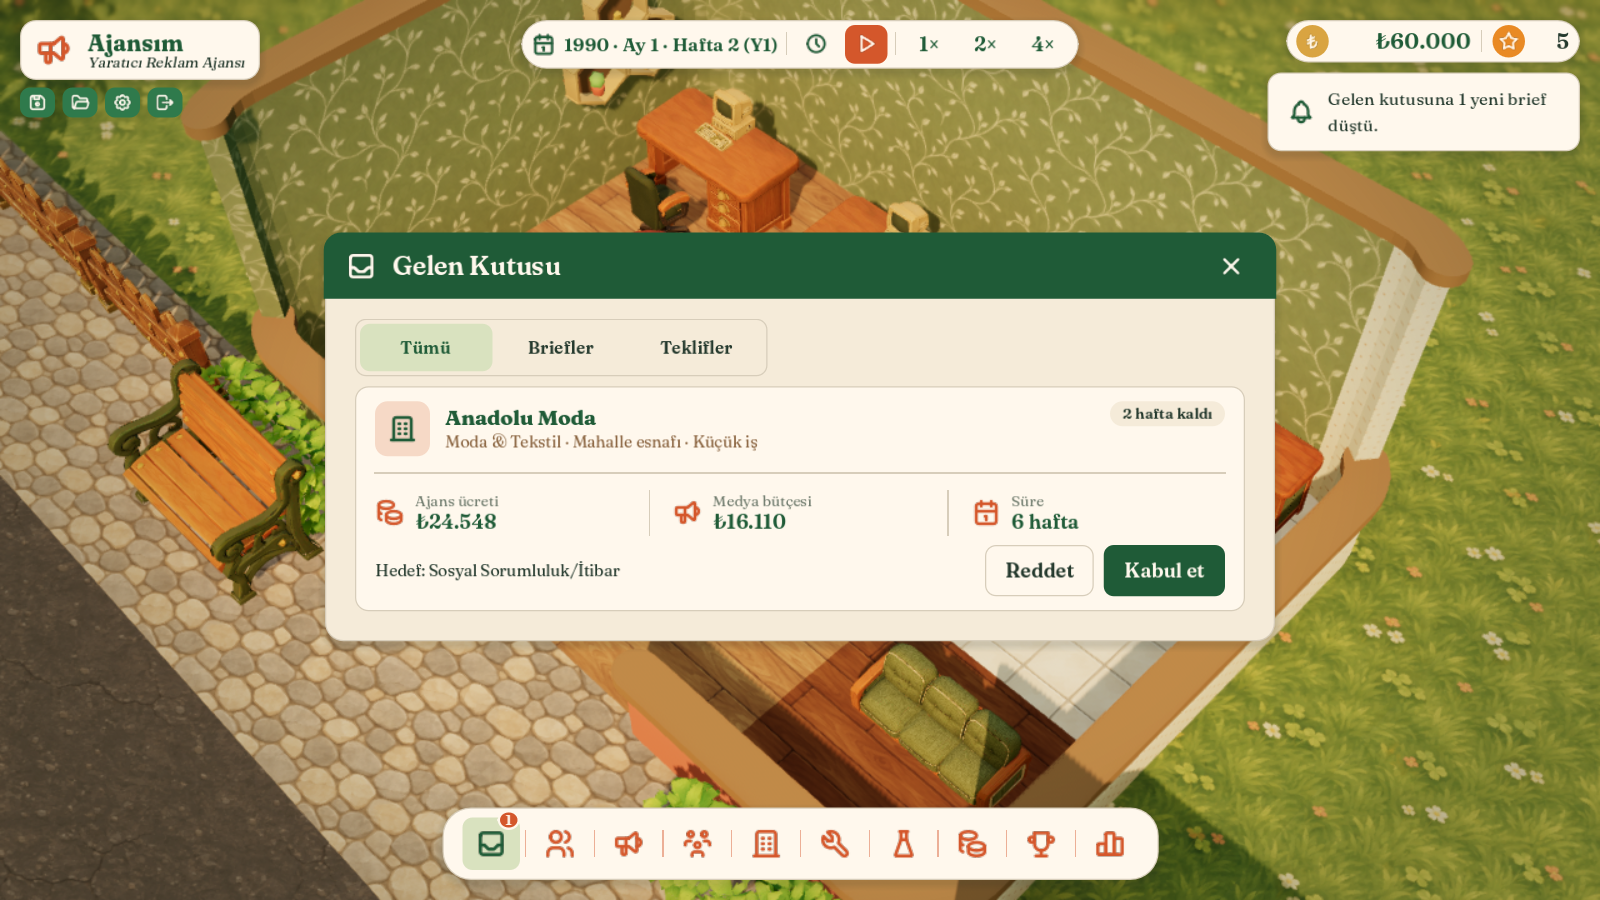 Ajansım
Yaratıcı Reklam Ajansı
1990 · Ay 1 · Hafta 2 (Y1)
1×
2×
4×
₺
₺60.000
5
Gelen kutusuna 1 yeni brief
düştü.
Gelen Kutusu
Tümü
Briefler
Teklifler
Anadolu Moda
Moda & Tekstil · Mahalle esnafı · Küçük iş
2 hafta kaldı
Ajans ücreti
₺24.548
Medya bütçesi
₺16.110
Süre
6 hafta
Hedef: Sosyal Sorumluluk/İtibar
Reddet
Kabul et
1